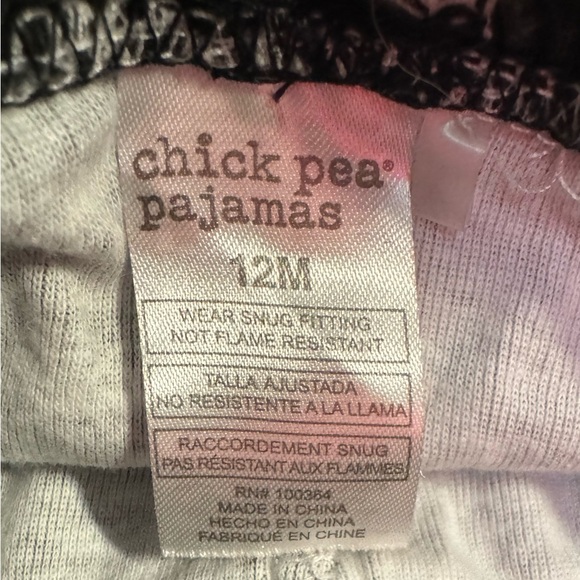 chick pea®
pajamas
12M
WEAR SNUG FITTING
NOT FLAME RESISTANT
TALLA AJUSTADA
NO RESISTENTE A LA LLAMA
RACCORDEMENT SNUG
PAS RÉSISTANT AUX FLAMMES
RN# 100364
MADE IN CHINA
HECHO EN CHINA
FABRIQUÉ EN CHINE